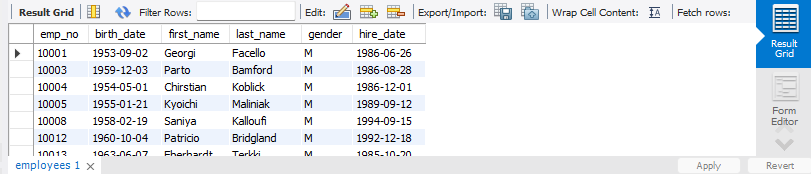 Result Grid Filter Rows: Edit: Export/Import: Wrap Cell Content: Fetch rows:
emp_no birth_date first_name last_name gender hire_date
10001 1953-09-02 Georgi Facello M 1986-06-26
10003 1959-12-03 Parto Bamford M 1986-08-28
10004 1954-05-01 Chirstian Koblick M 1986-12-01
10005 1955-01-21 Kyoichi Maliniak M 1989-09-12
10008 1958-02-19 Saniya Kalloufi M 1994-09-15
10012 1960-10-04 Patricio Bridgland M 1992-12-18
10013 1963-06-07 Eberhardt Terkki M 1985-10-20
Result
Grid
Form
Editor
employees 1 Apply Revert